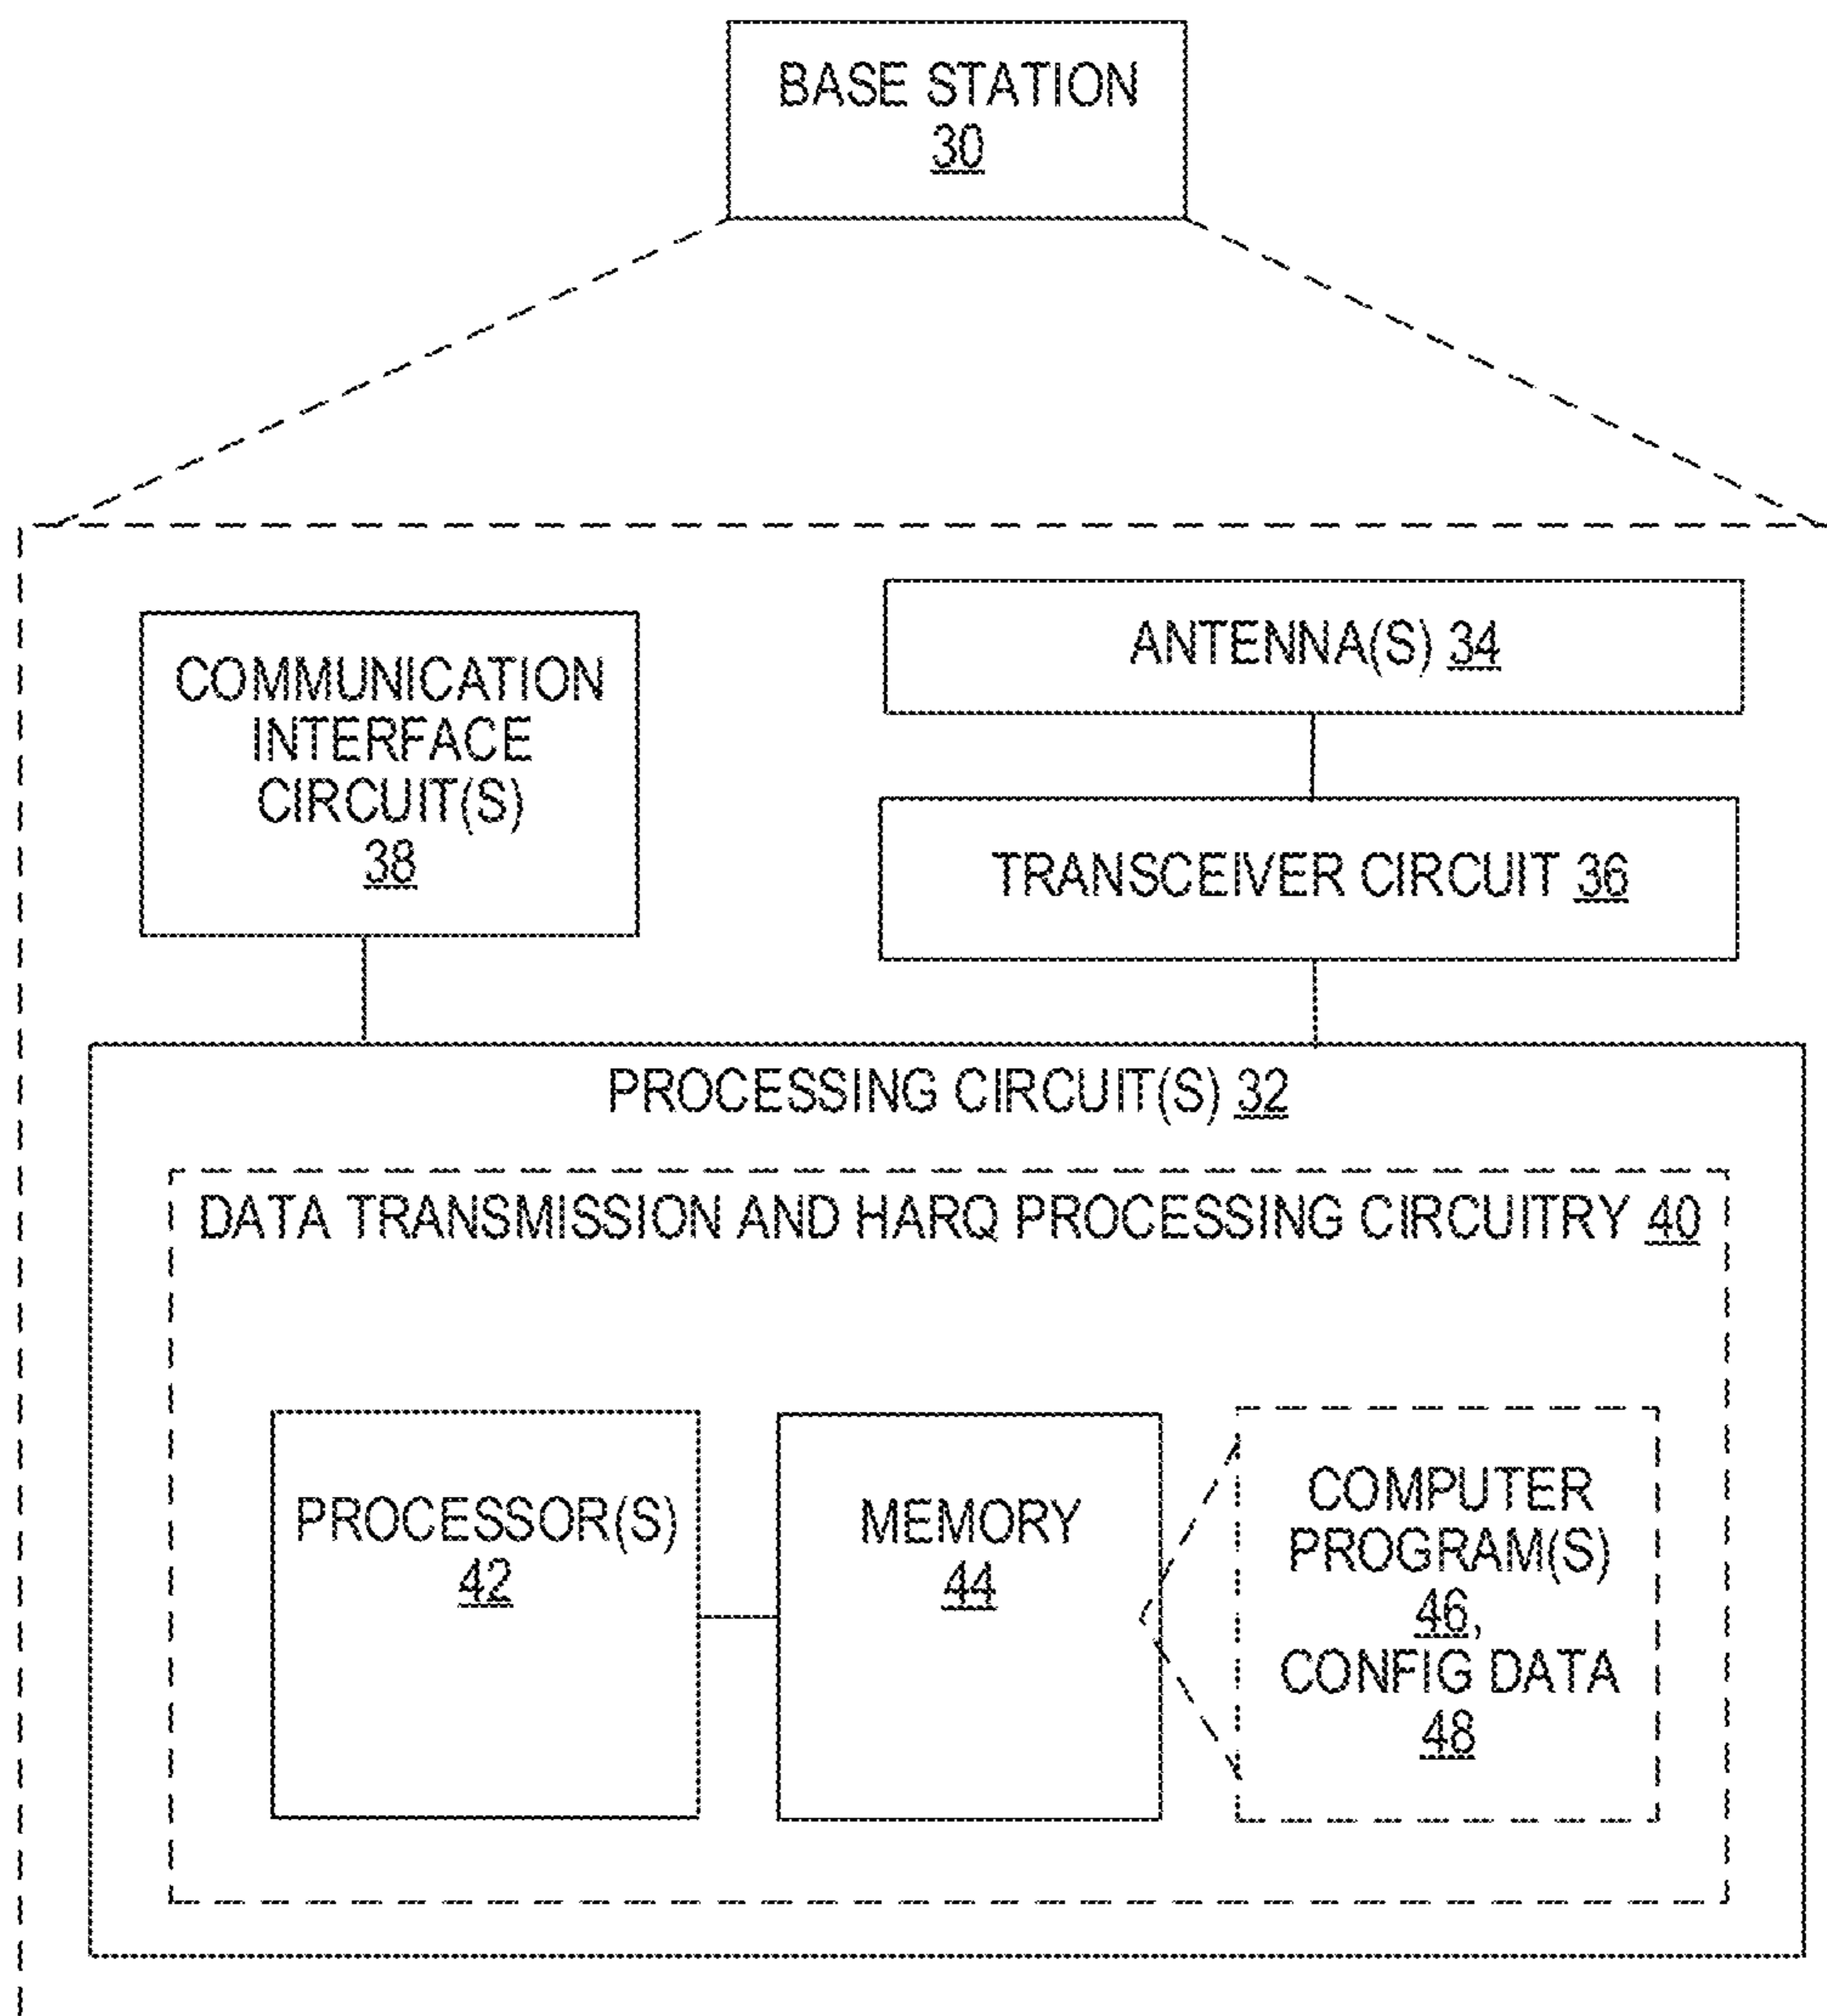 BASE STATION
30
ANTENNA(S) 34
COMMUNICATION
INTERFACE
CIRCUIT(S)
38
TRANSCEIVER CIRCUIT 36
PROCESSING CIRCUIT(S) 32
DATA TRANSMISSION AND HARQ PROCESSING CIRCUITRY 40
PROCESSOR(S)
42
MEMORY
44
COMPUTER
PROGRAM(S)
46,
CONFIG DATA
48